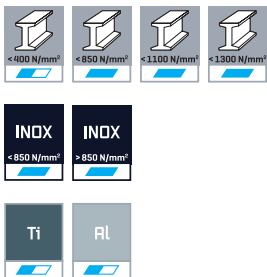 < 400 N/mm² < 850 N/mm² < 1100 N/mm² < 1300 N/mm²
INOX INOX
< 850 N/mm² > 850 N/mm²
Ti Al